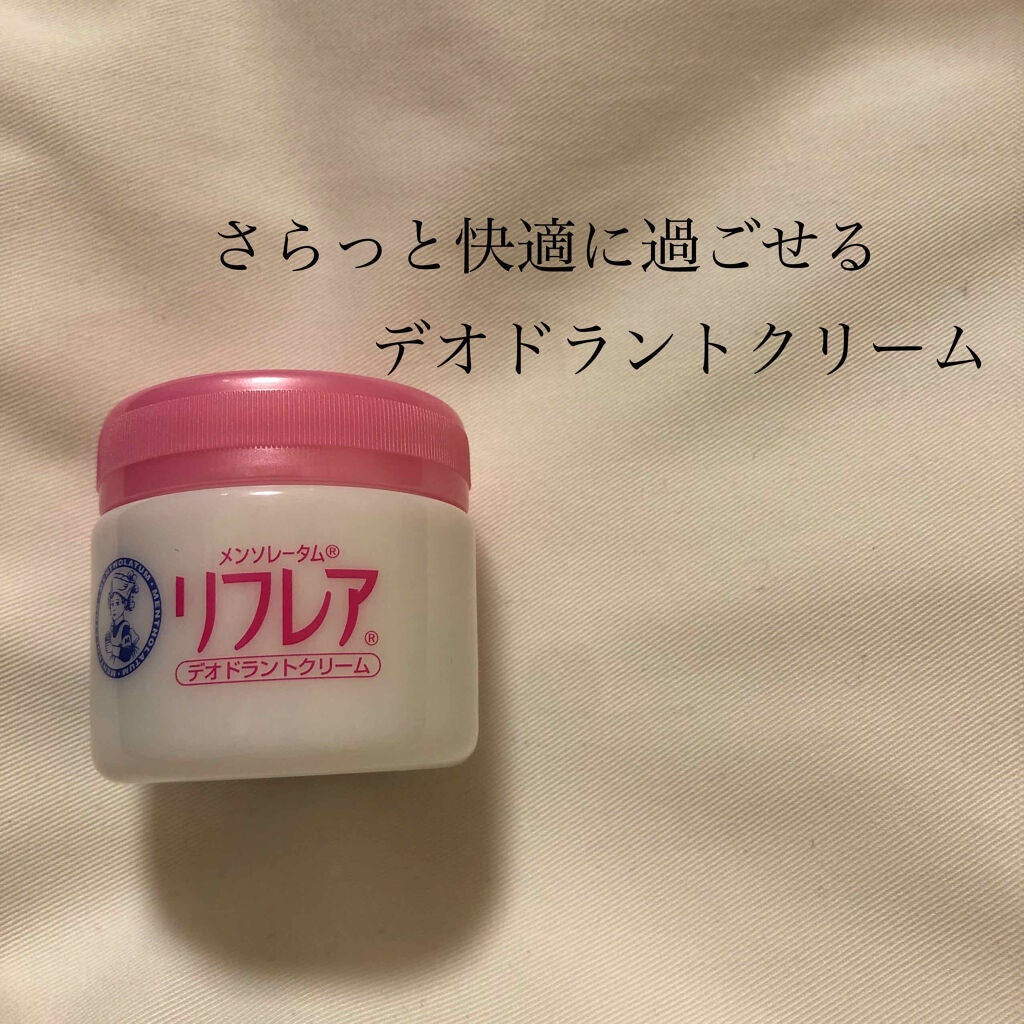 さらっと快適に過ごせる
デオドラントクリーム
メンソレータム®
リフレア®
デオドラントクリーム
MENTHOLATUM • MENTHOLATUM